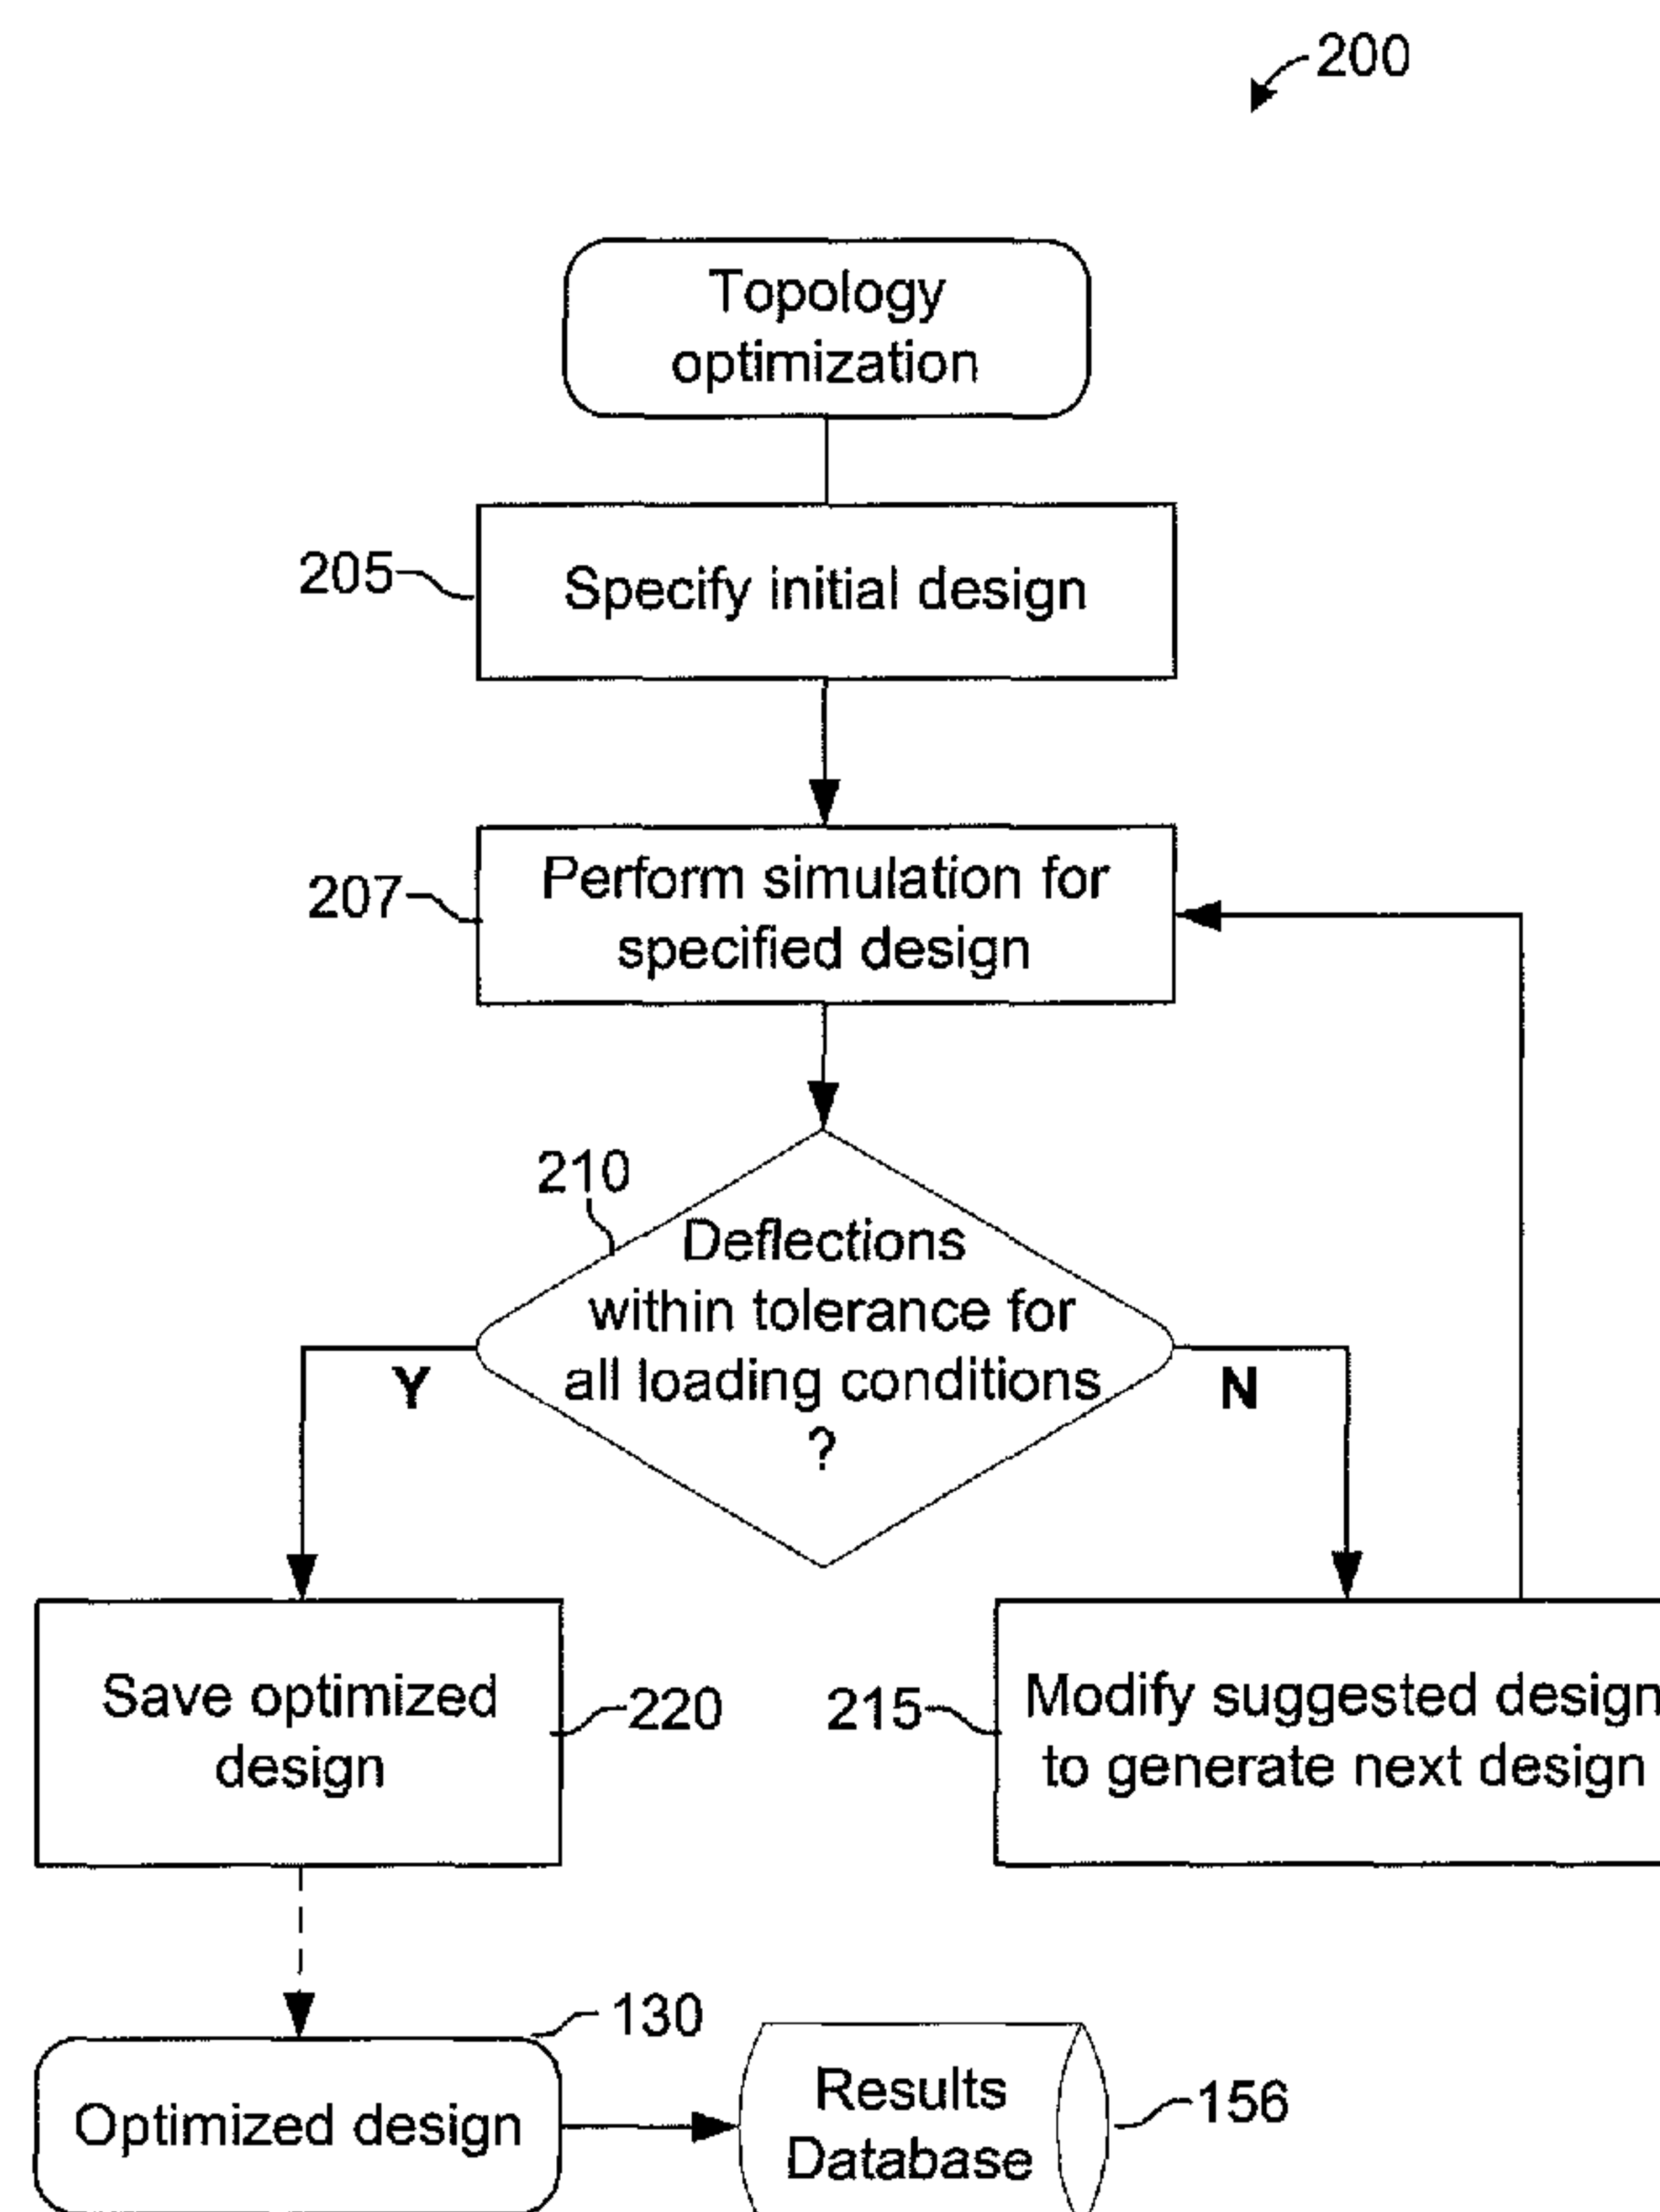 200
Topology
optimization
205
Specify initial design
207
Perform simulation for
specified design
210
Deflections
within tolerance for
all loading conditions
?
Y
N
Save optimized
design
220
215
Modify suggested design
to generate next design
130
Optimized design
Results
Database
156